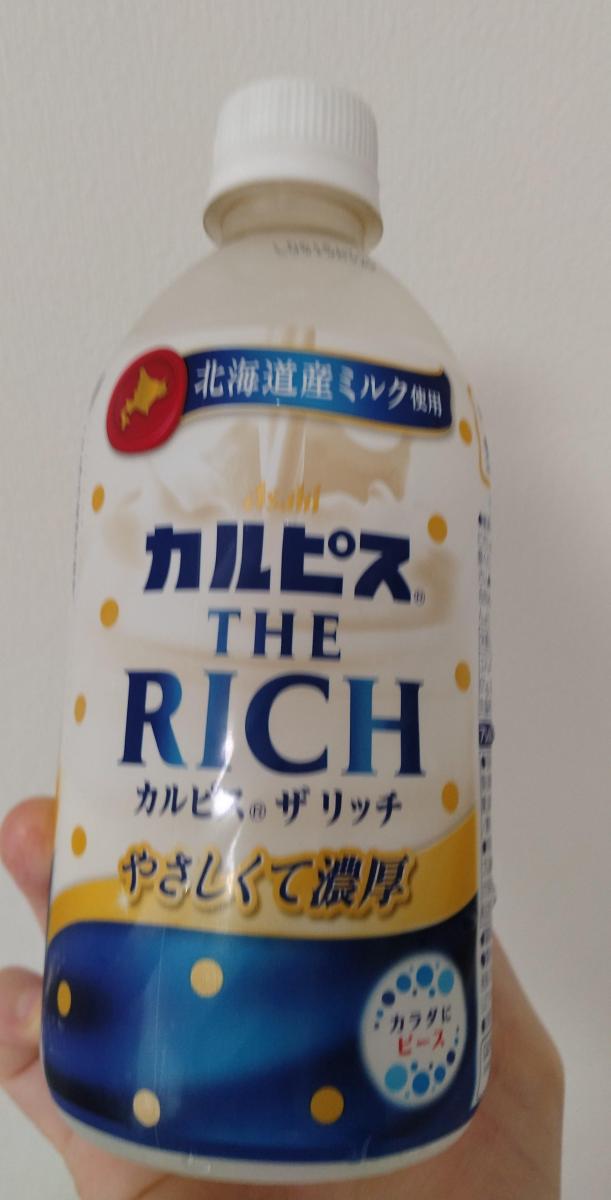 北海道産ミルク使用
Asahi
カルピス®
THE
RICH
カルピス® ザ リッチ
やさしくて濃厚
カラダに
ピース